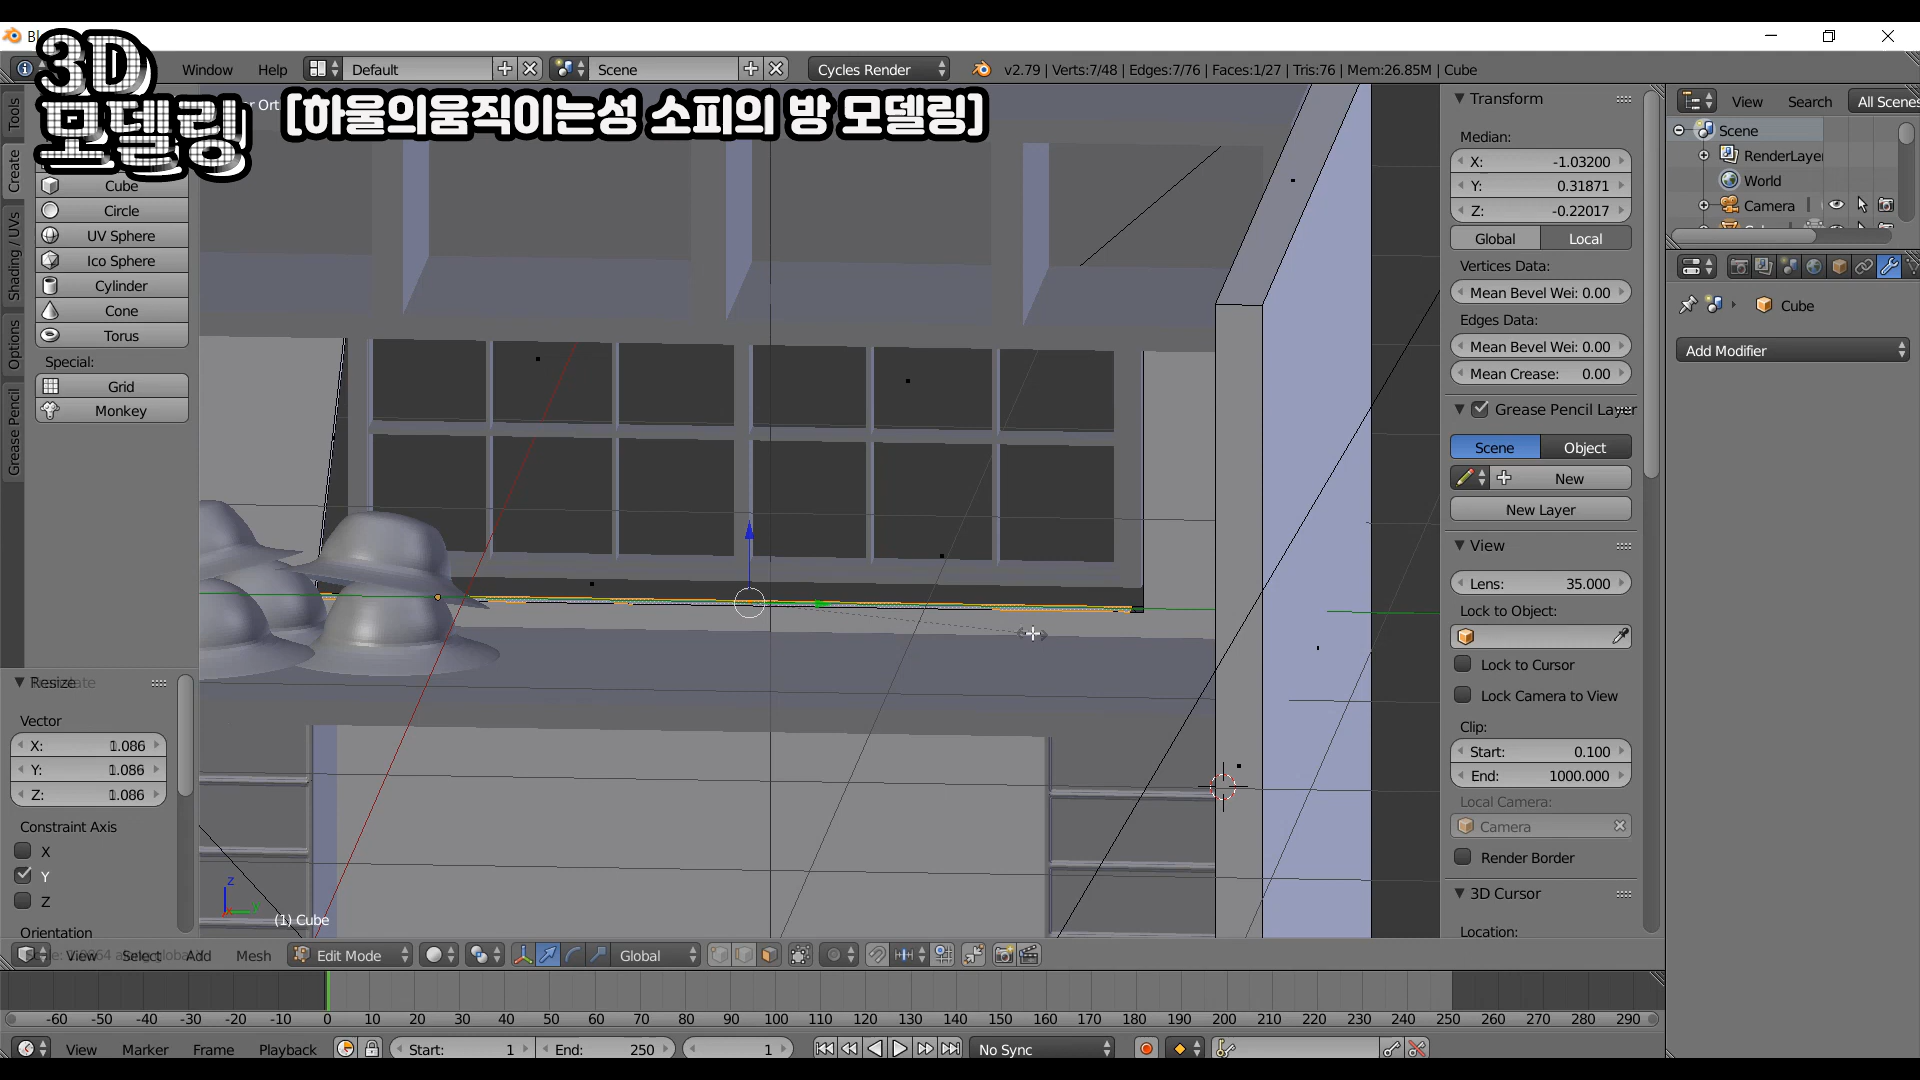 3D
모델링
[하울의움직이는성 소피의 방 모델링]
Window
Help
Default
Scene
Cycles Render
v2.79 | Verts:7/48 | Edges:7/76 | Faces:1/27 | Tris:76 | Mem:26.85M | Cube
Tools
Create
Shading / UVs
Options
Grease Pencil
Cube
Circle
UV Sphere
Ico Sphere
Cylinder
Cone
Torus
Special:
Grid
Monkey
Resize
Vector
X: 1.086
Y: 1.086
Z: 1.086
Constraint Axis
X
Y
Z
Orientation
z
(1) Cube
Transform
Median:
X: -1.03200
Y: 0.31871
Z: -0.22017
Global
Local
Vertices Data:
Mean Bevel Wei: 0.00
Edges Data:
Mean Bevel Wei: 0.00
Mean Crease: 0.00
Grease Pencil Layer
Scene
Object
New
New Layer
View
Lens: 35.000
Lock to Object:
Lock to Cursor
Lock Camera to View
Clip:
Start: 0.100
End: 1000.000
Local Camera:
Camera
Render Border
3D Cursor
Location:
View
Search
All Scenes
Scene
RenderLayer
World
Camera
Cube
Add Modifier
View
Select
Add
Mesh
Edit Mode
Global
-60 -50 -40 -30 -20 -10 0 10 20 30 40 50 60 70 80 90 100 110 120 130 140 150 160 170 180 190 200 210 220 230 240 250 260 270 280 290
View
Marker
Frame
Playback
Start: 1
End: 250
1
No Sync